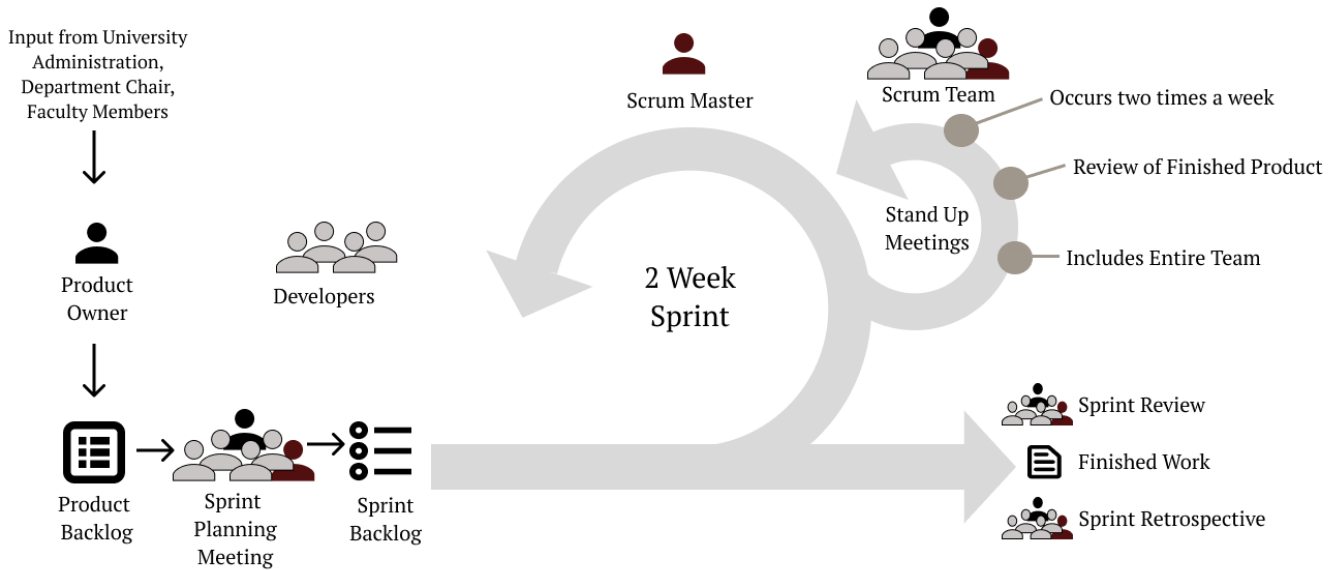 Input from University
Administration,
Department Chair,
Faculty Members
Product
Owner
Developers
Product
Backlog
Sprint
Planning
Meeting
Sprint
Backlog
Scrum Master
2 Week
Sprint
Scrum Team
Stand Up
Meetings
Occurs two times a week
Review of Finished Product
Includes Entire Team
Sprint Review
Finished Work
Sprint Retrospective